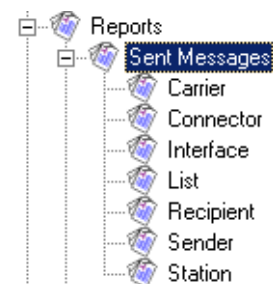 Reports
Sent Messages
Carrier
Connector
Interface
List
Recipient
Sender
Station